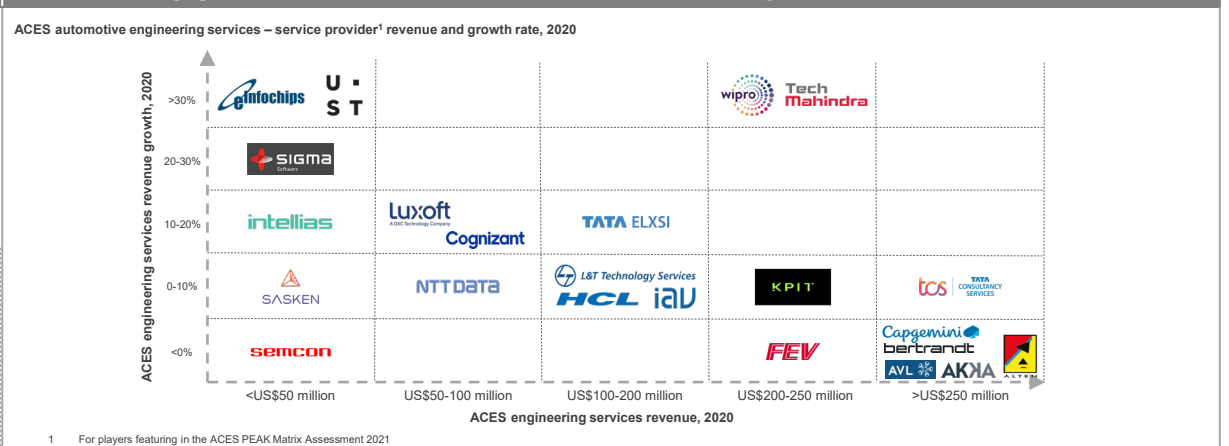 ACES automotive engineering services – service provider1 revenue and growth rate, 2020
ACES engineering services revenue growth, 2020
>30%
eInfochips
U ·
S T
wipro
Tech
Mahindra
20-30%
SIGMA
Software
10-20%
intellias
Luxoft
A DXC Technology Company
Cognizant
TATA ELXSI
0-10%
SASKEN
NTT DATA
L&T Technology Services
HCL iav
KPIT
tcs
TATA
CONSULTANCY
SERVICES
<0%
semcon
FEV
Capgemini
bertrandt
AVL
AKKA
ALTEN
<US$50 million
US$50-100 million
US$100-200 million
US$200-250 million
>US$250 million
ACES engineering services revenue, 2020
1 For players featuring in the ACES PEAK Matrix Assessment 2021